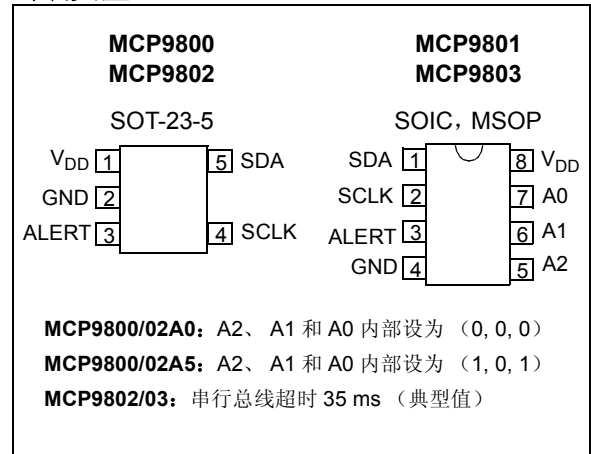 MCP9800
MCP9802
SOT-23-5
VDD 1
5 SDA
GND 2
ALERT 3
4 SCLK
MCP9801
MCP9803
SOIC，MSOP
SDA 1
8 VDD
SCLK 2
7 A0
ALERT 3
6 A1
GND 4
5 A2
MCP9800/02A0：A2、 A1 和 A0 内部设为 （0, 0, 0）
MCP9800/02A5：A2、 A1 和 A0 内部设为 （1, 0, 1）
MCP9802/03：串行总线超时 35 ms （典型值）